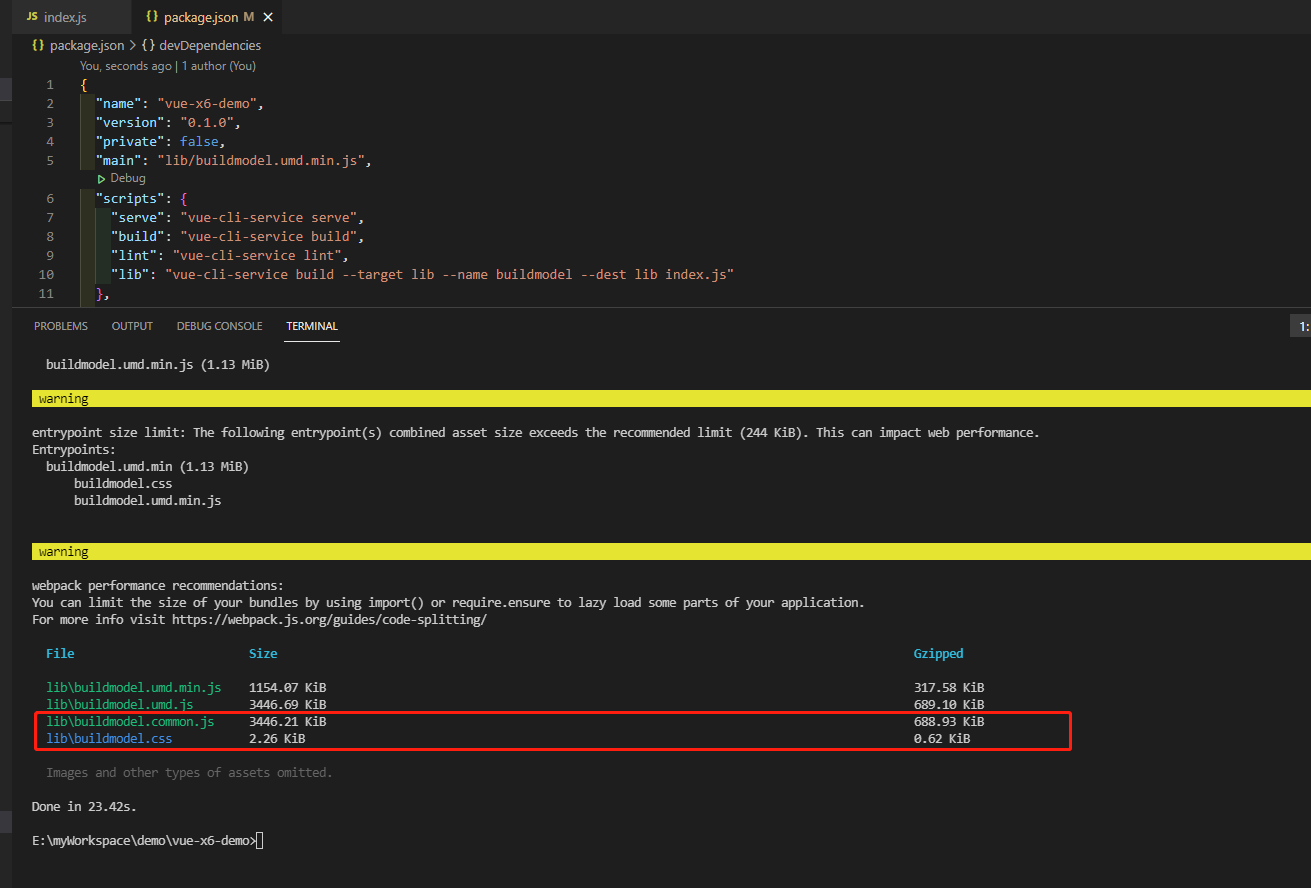 JS index.js {} package.json M ×
{} package.json > {} devDependencies
You, seconds ago | 1 author (You)
1 {
2 "name": "vue-x6-demo",
3 "version": "0.1.0",
4 "private": false,
5 "main": "lib/buildmodel.umd.min.js",
Debug
6 "scripts": {
7 "serve": "vue-cli-service serve",
8 "build": "vue-cli-service build",
9 "lint": "vue-cli-service lint",
10 "lib": "vue-cli-service build --target lib --name buildmodel --dest lib index.js"
11 },
PROBLEMS OUTPUT DEBUG CONSOLE TERMINAL 1:
buildmodel.umd.min.js (1.13 MiB)
warning
entrypoint size limit: The following entrypoint(s) combined asset size exceeds the recommended limit (244 KiB). This can impact web performance.
Entrypoints:
buildmodel.umd.min (1.13 MiB)
buildmodel.css
buildmodel.umd.min.js
warning
webpack performance recommendations:
You can limit the size of your bundles by using import() or require.ensure to lazy load some parts of your application.
For more info visit https://webpack.js.org/guides/code-splitting/
File Size Gzipped
lib\buildmodel.umd.min.js 1154.07 KiB 317.58 KiB
lib\buildmodel.umd.js 3446.69 KiB 689.10 KiB
lib\buildmodel.common.js 3446.21 KiB 688.93 KiB
lib\buildmodel.css 2.26 KiB 0.62 KiB
Images and other types of assets omitted.
Done in 23.42s.
E:\myWorkspace\demo\vue-x6-demo>